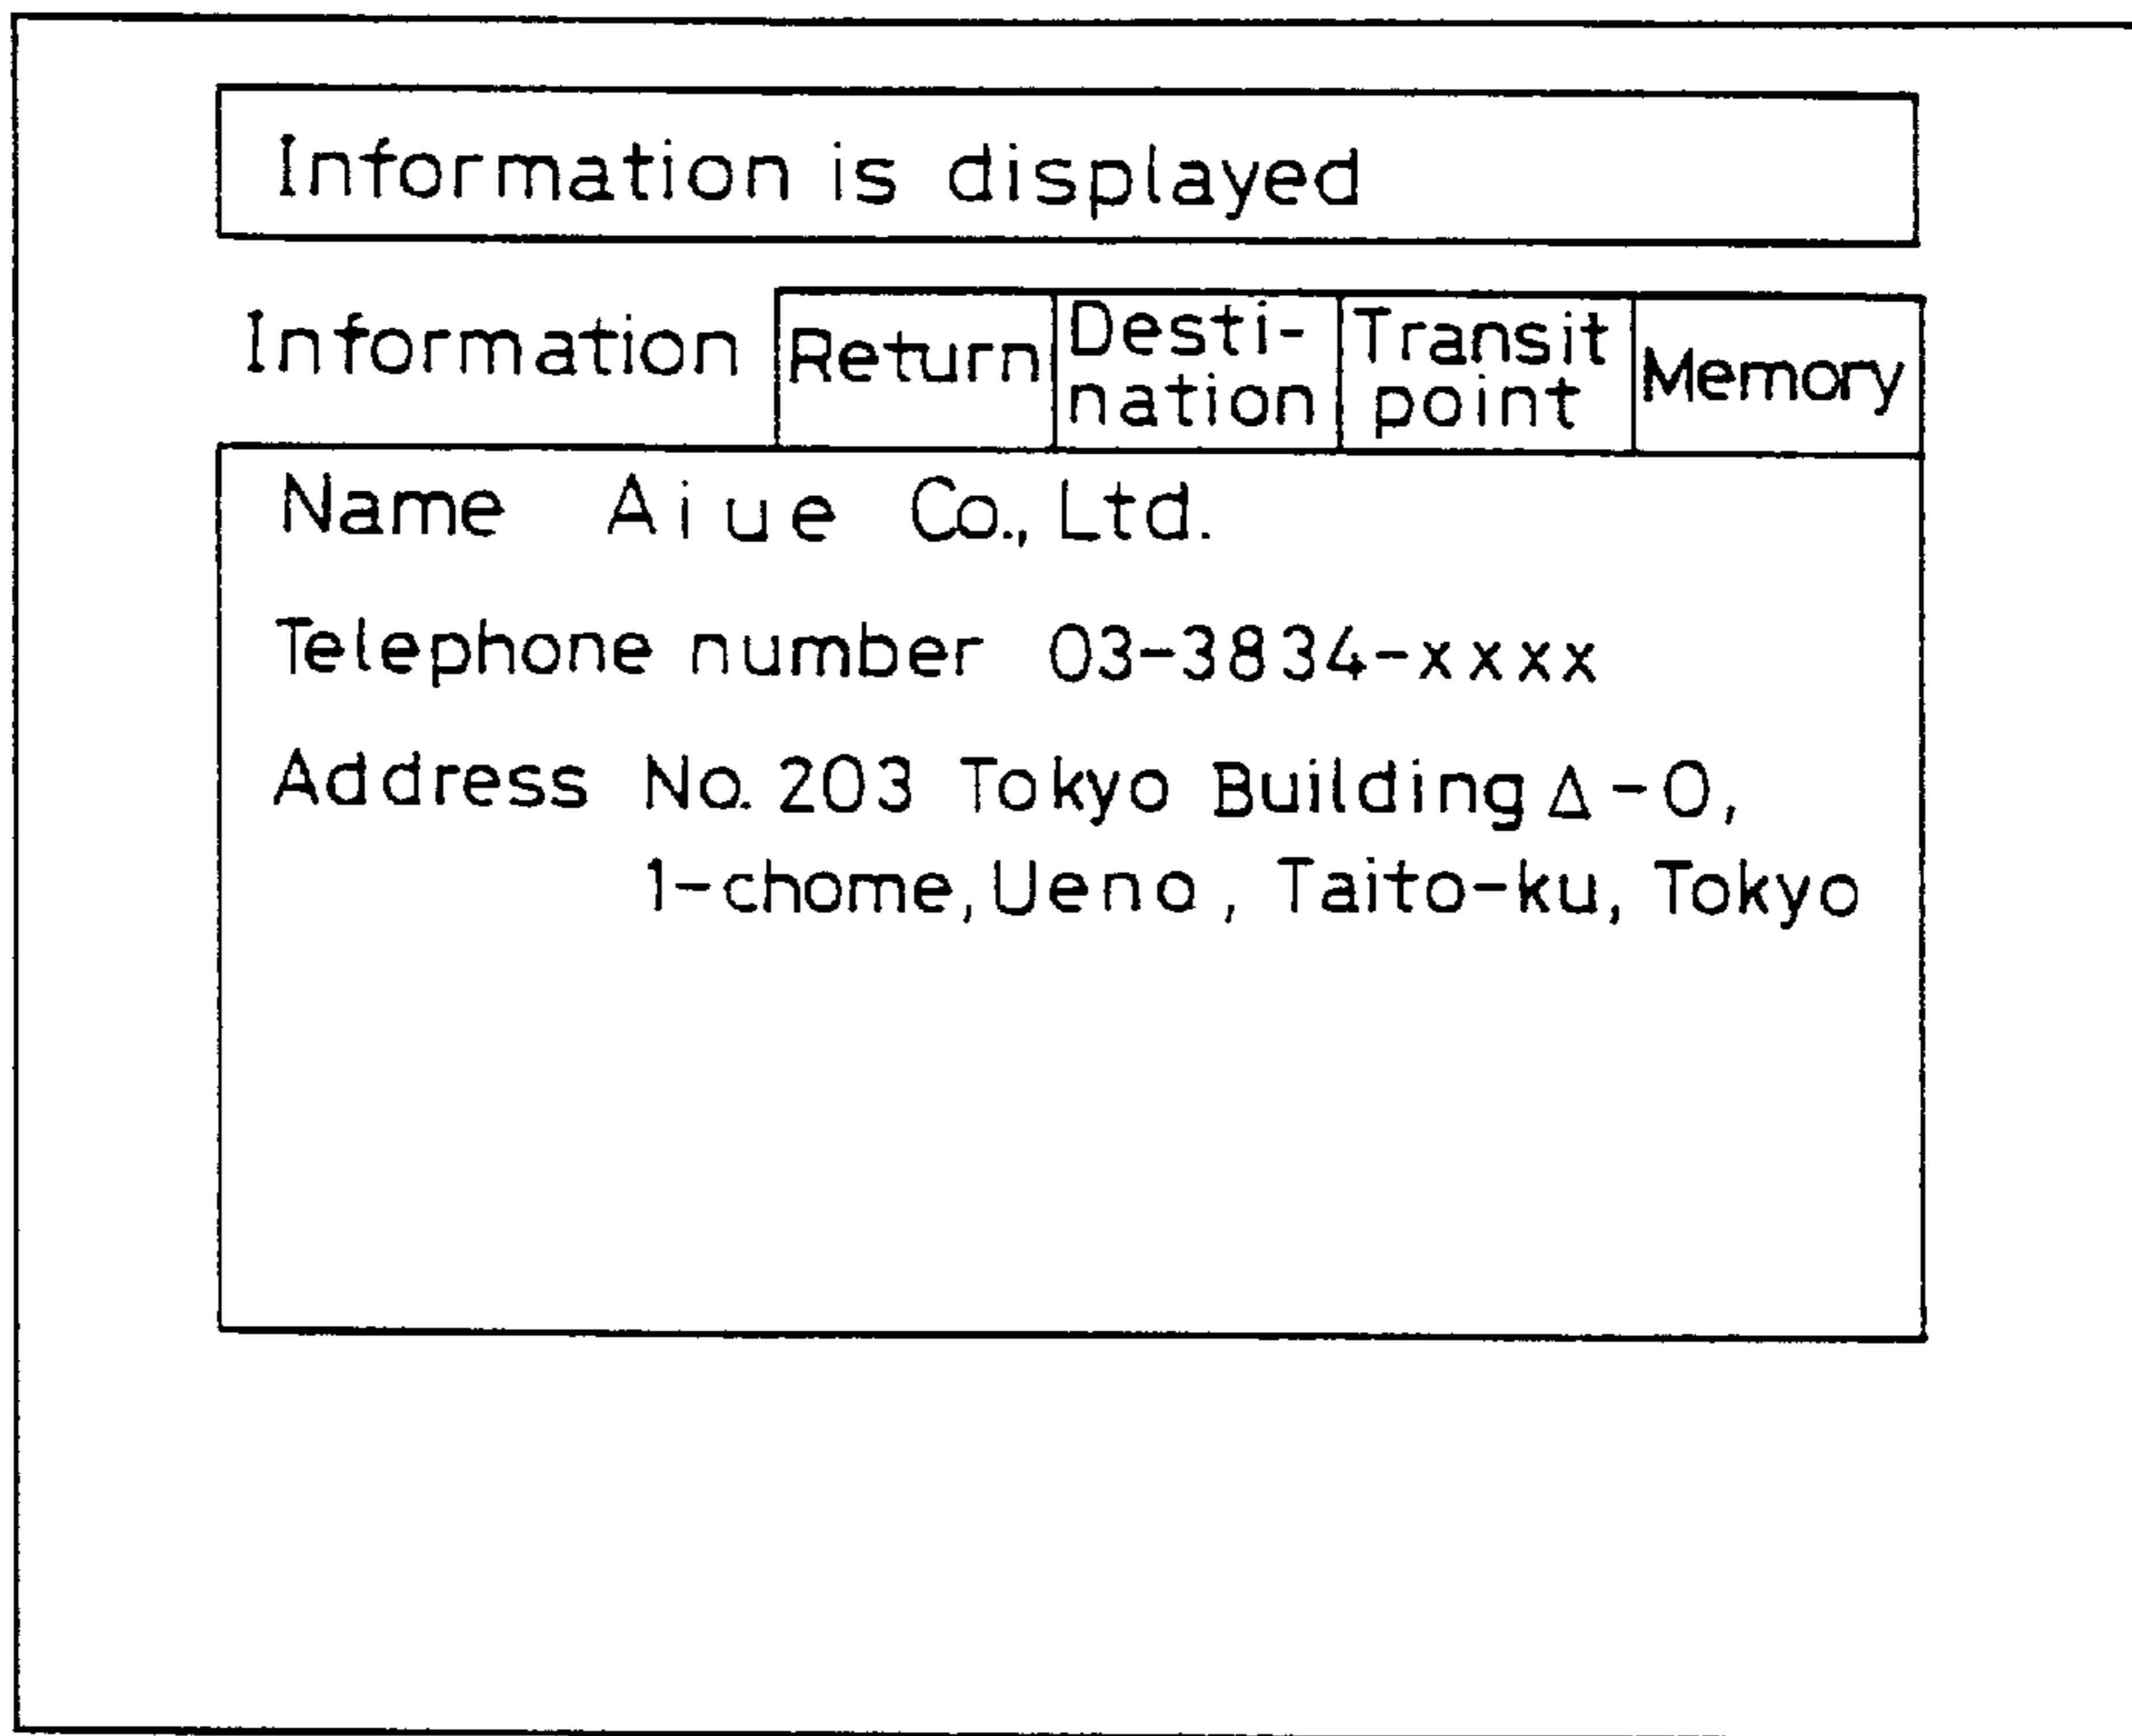 Information is displayed
Information
Return
Desti-
nation
Transit
point
Memory
Name Aiue Co., Ltd.
Telephone number 03-3834-xxxx
Address No. 203 Tokyo Building Δ-O,
1-chome, Ueno, Taito-ku, Tokyo